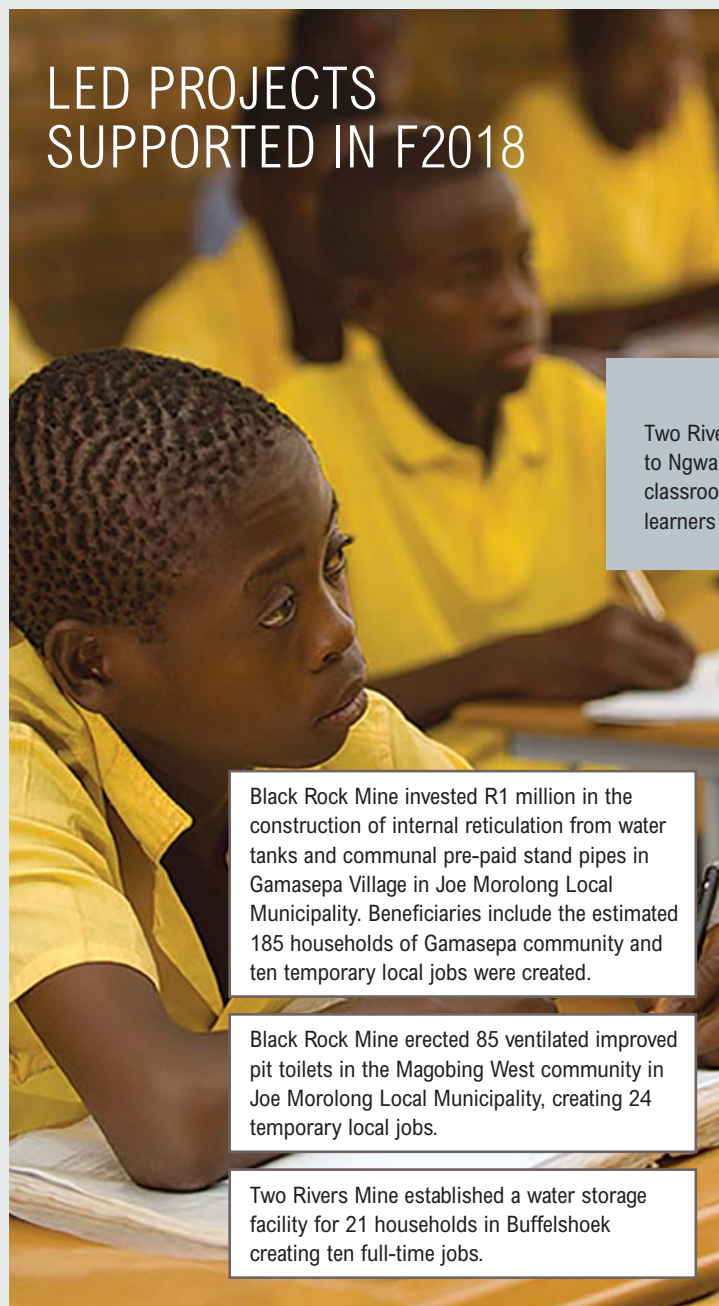 LED PROJECTS
SUPPORTED IN F2018
Two
to
learners
Black Rock Mine invested R1 million in the
construction of internal reticulation from water
tanks and communal pre-paid stand pipes in
Gamasepa Village in Joe Morolong Local
Municipality. Beneficiaries include the estimated
185 households of Gamasepa community and
ten temporary local jobs were created.
Black Rock Mine erected 85 ventilated improved
pit toilets in the Magobing West community in
Joe Morolong Local Municipality, creating 24
temporary local jobs.
Two Rivers Mine established a water storage
facility for 21 households in Buffelshoek
creating ten full-time jobs.